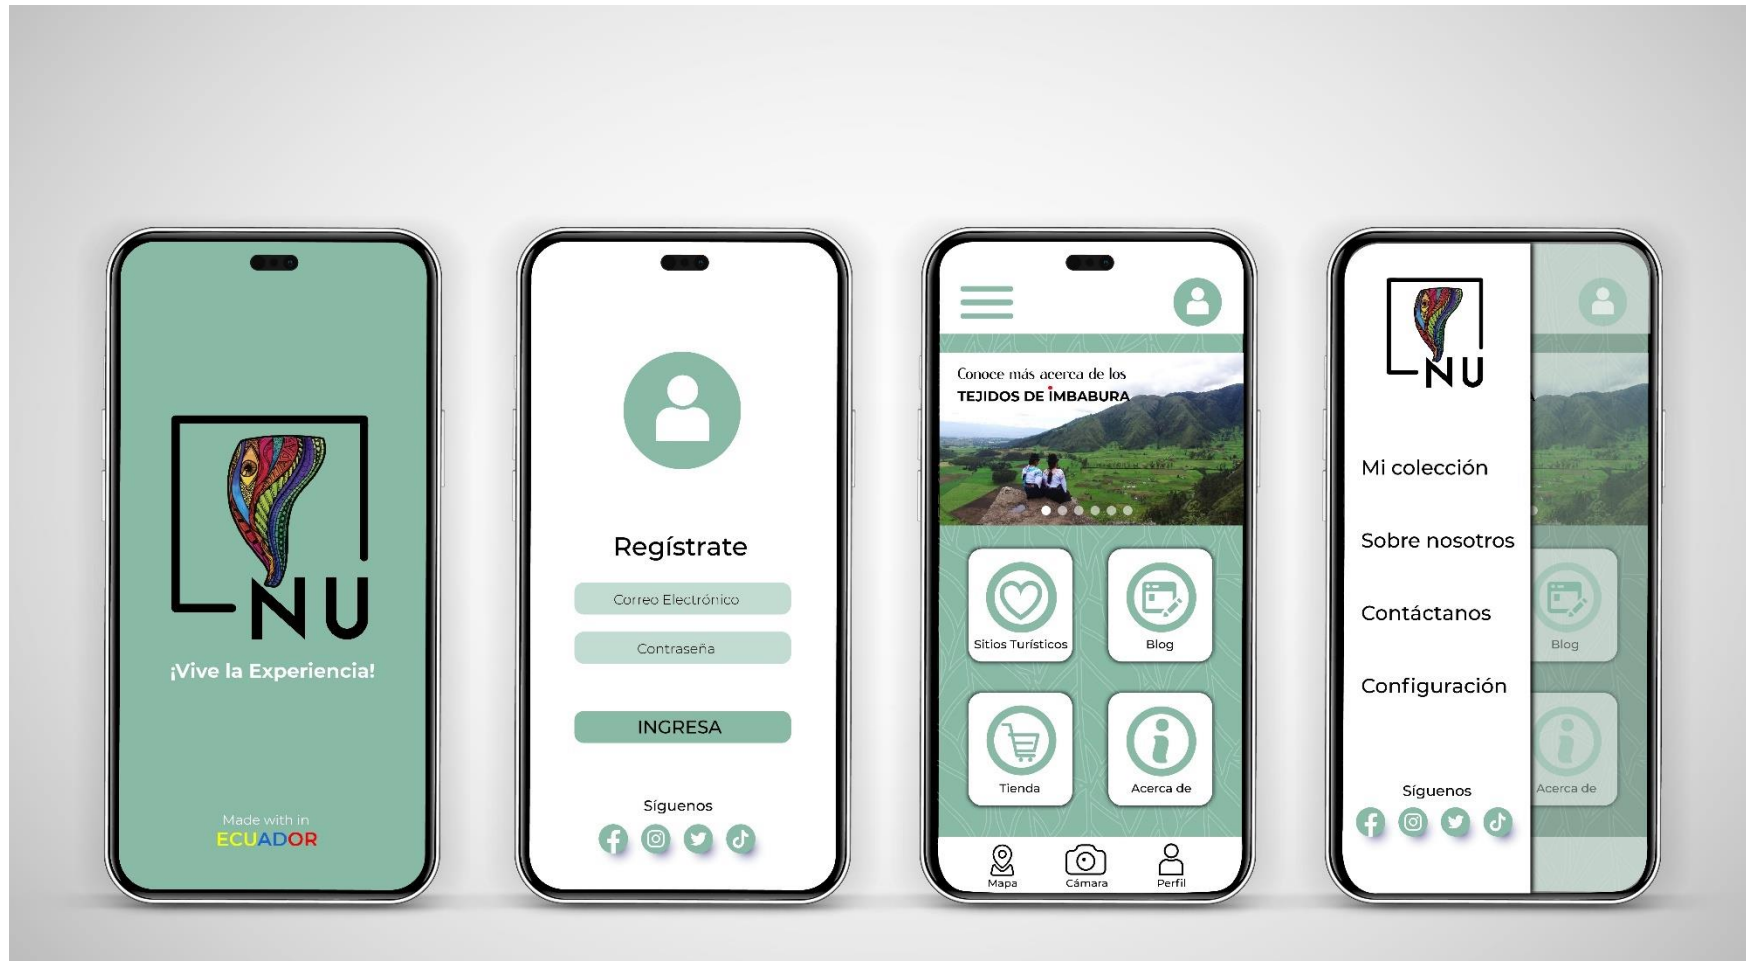 NU
¡Vive la Experiencia!
Made with in
ECUADOR
Regístrate
Correo Electrónico
Contraseña
INGRESA
Síguenos
Conoce más acerca de los
TEJIDOS DE IMBABURA
Sitios Turísticos
Blog
Tienda
Acerca de
Mapa
Cámara
Perfil
NU
Mi colección
Sobre nosotros
Contáctanos
Configuración
Síguenos
Blog
Acerca de